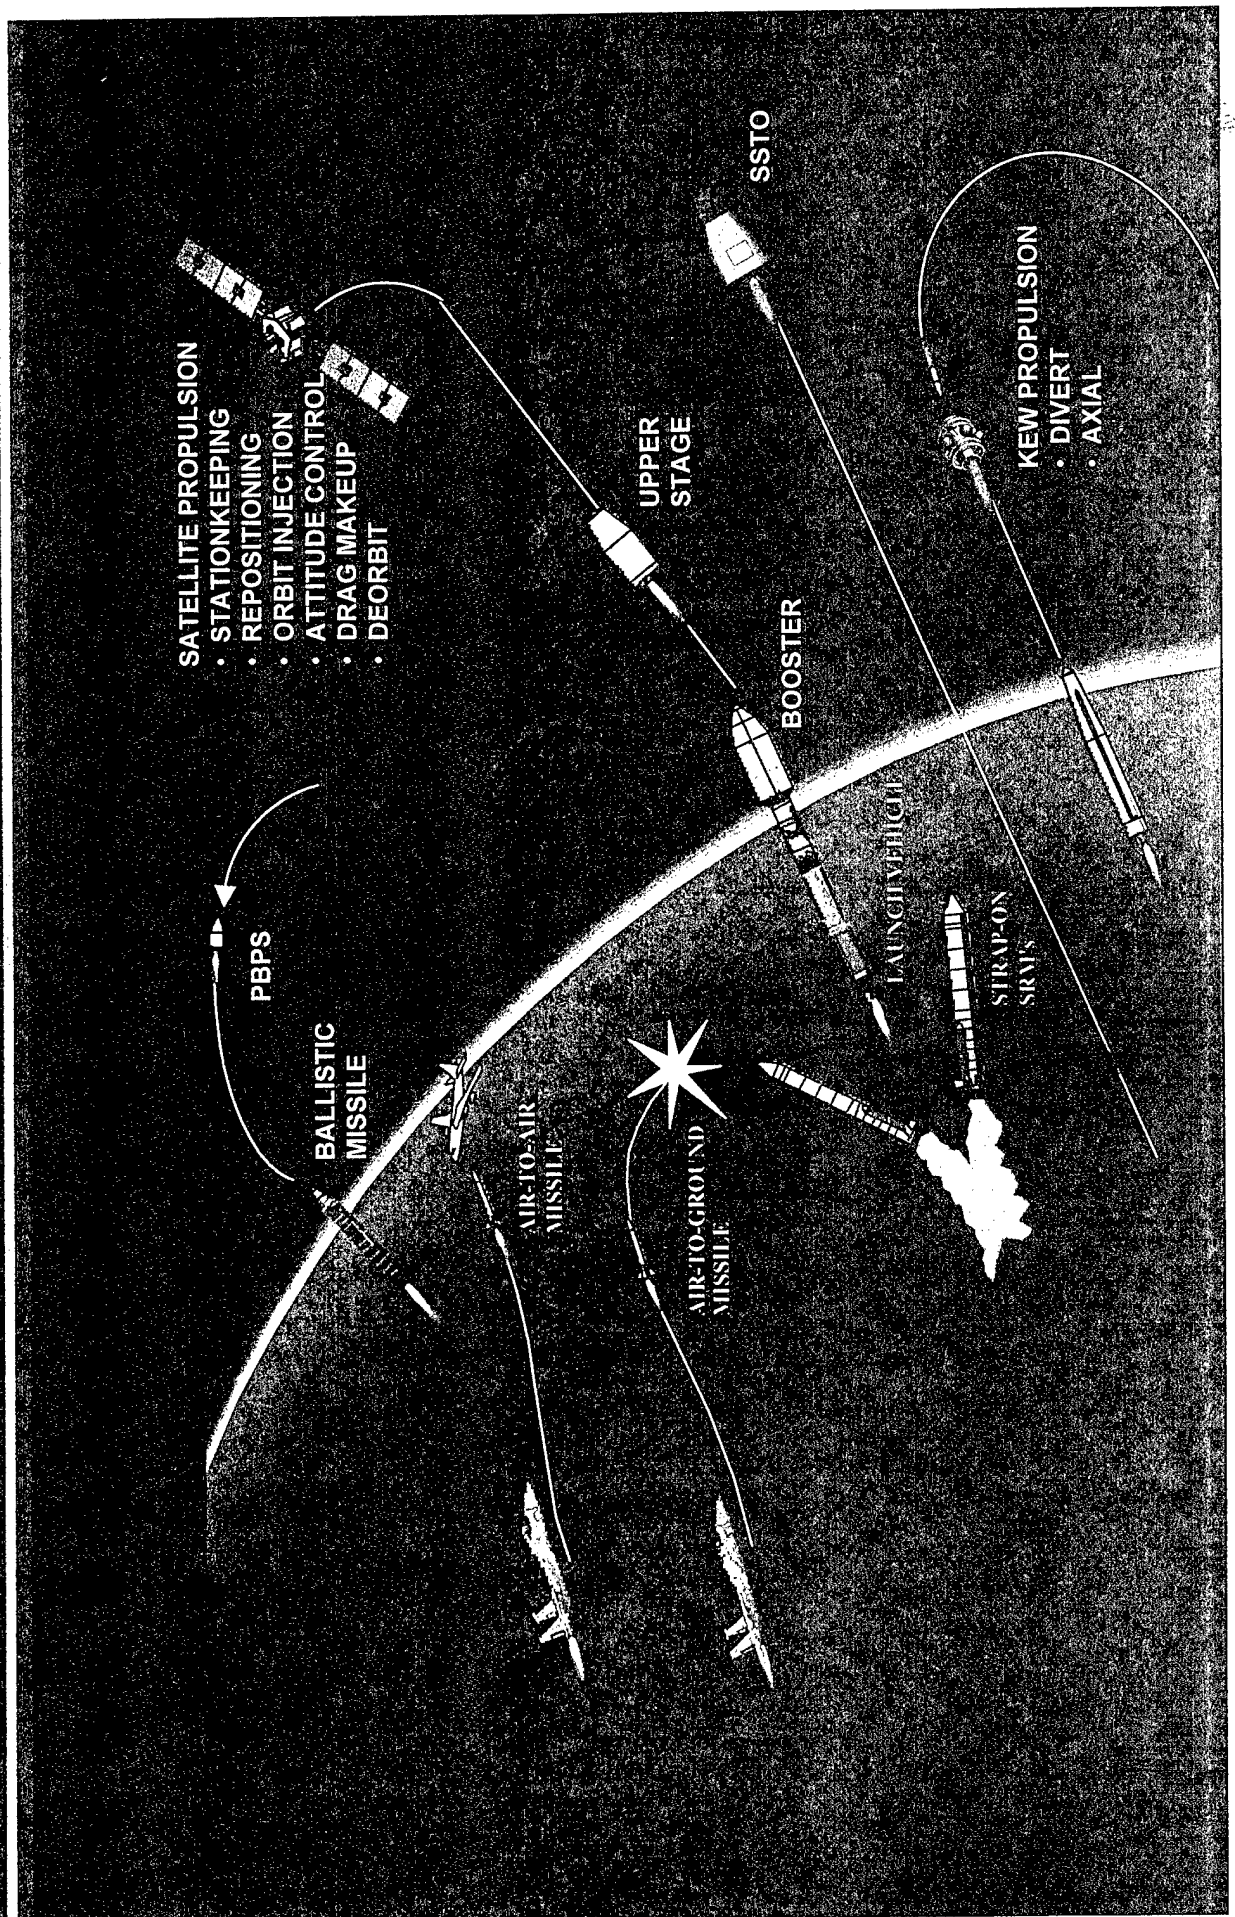 SATELLITE PROPULSION
· STATIONKEEPING
· REPOSITIONING
· ORBIT INJECTION
· ATTITUDE CONTROL
· DRAG MAKEUP
· DEORBIT
PBPS
BALLISTIC
MISSILE
UPPER
STAGE
SSTO
BOOSTER
AIR-TO-AIR
MISSILE
AIR-TO-GROUND
MISSILE
LAUNCH VEHICL
STRAP-ON
SRMS
KEW PROPULSION
· DIVERT
· AXIAL